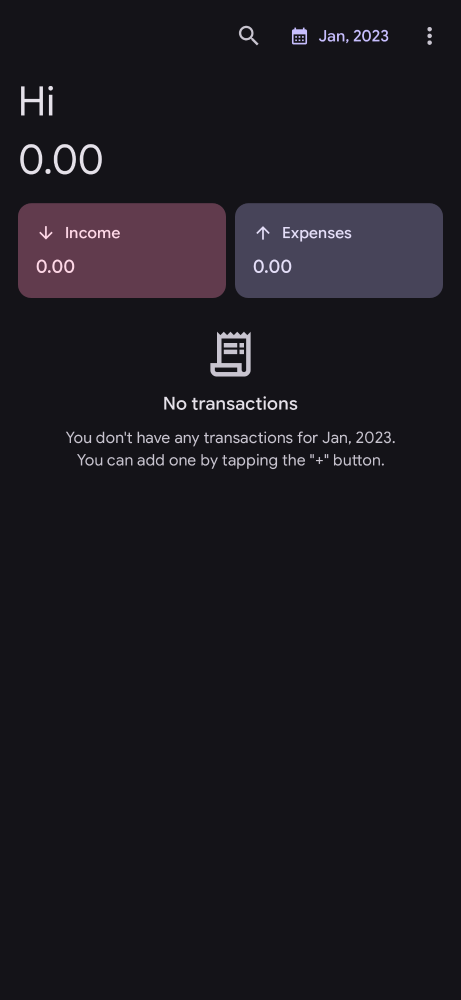 Jan, 2023
Hi
0.00
Income
0.00
Expenses
0.00
No transactions
You don't have any transactions for Jan, 2023.
You can add one by tapping the "+" button.